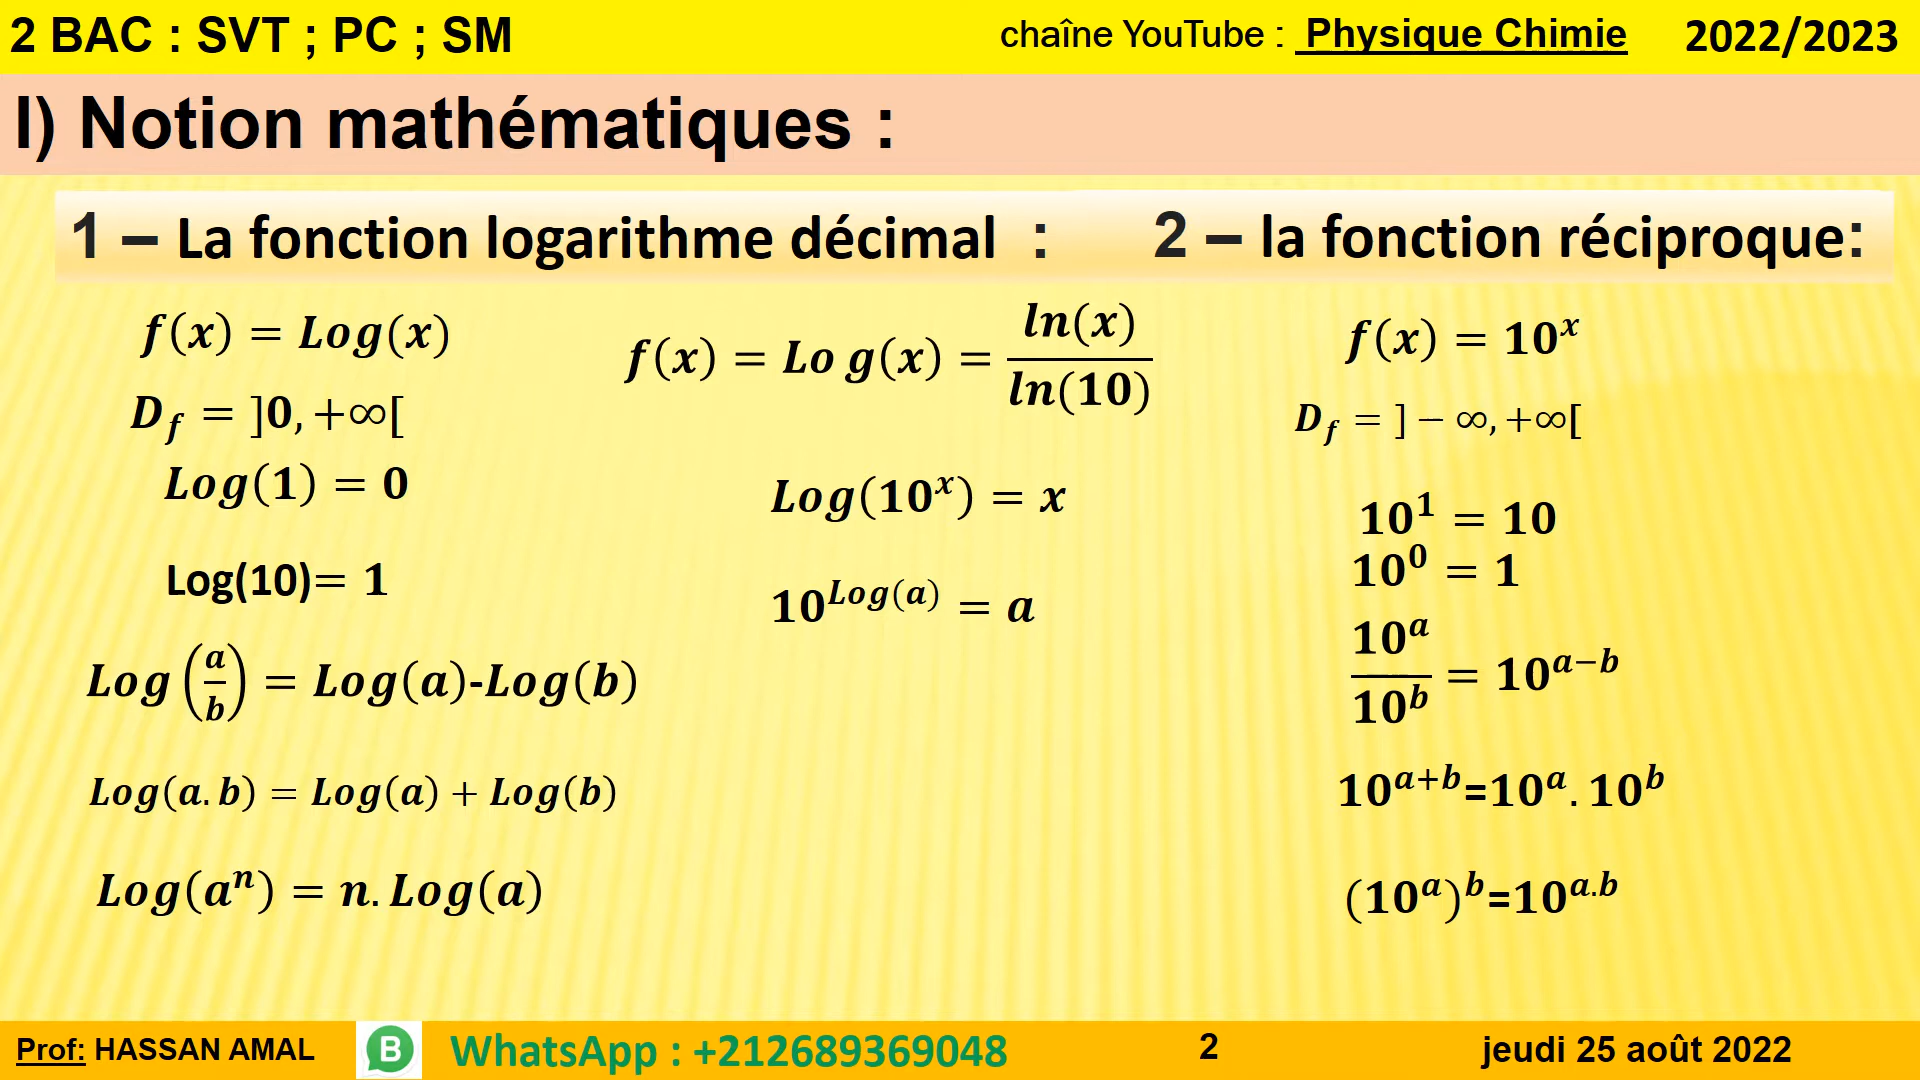 2 BAC : SVT ; PC ; SM
chaîne YouTube : Physique Chimie
2022/2023
I) Notion mathématiques :
1 – La fonction logarithme décimal :
f(x) = Log(x)
D_f = ]0, +∞[
Log(1) = 0
Log(10)= 1
Log(a/b) = Log(a)-Log(b)
Log(a. b) = Log(a) + Log(b)
Log(a^n) = n. Log(a)
f(x) = Lo g(x) = ln(x)/ln(10)
Log(10^x) = x
10^Log(a) = a
2 – la fonction réciproque:
f(x) = 10^x
D_f = ] − ∞, +∞[
10^1 = 10
10^0 = 1
10^a/10^b = 10^(a−b)
10^(a+b)=10^a. 10^b
(10^a)^b=10^(a.b)
Prof: HASSAN AMAL
B
WhatsApp : +212689369048
2
jeudi 25 août 2022